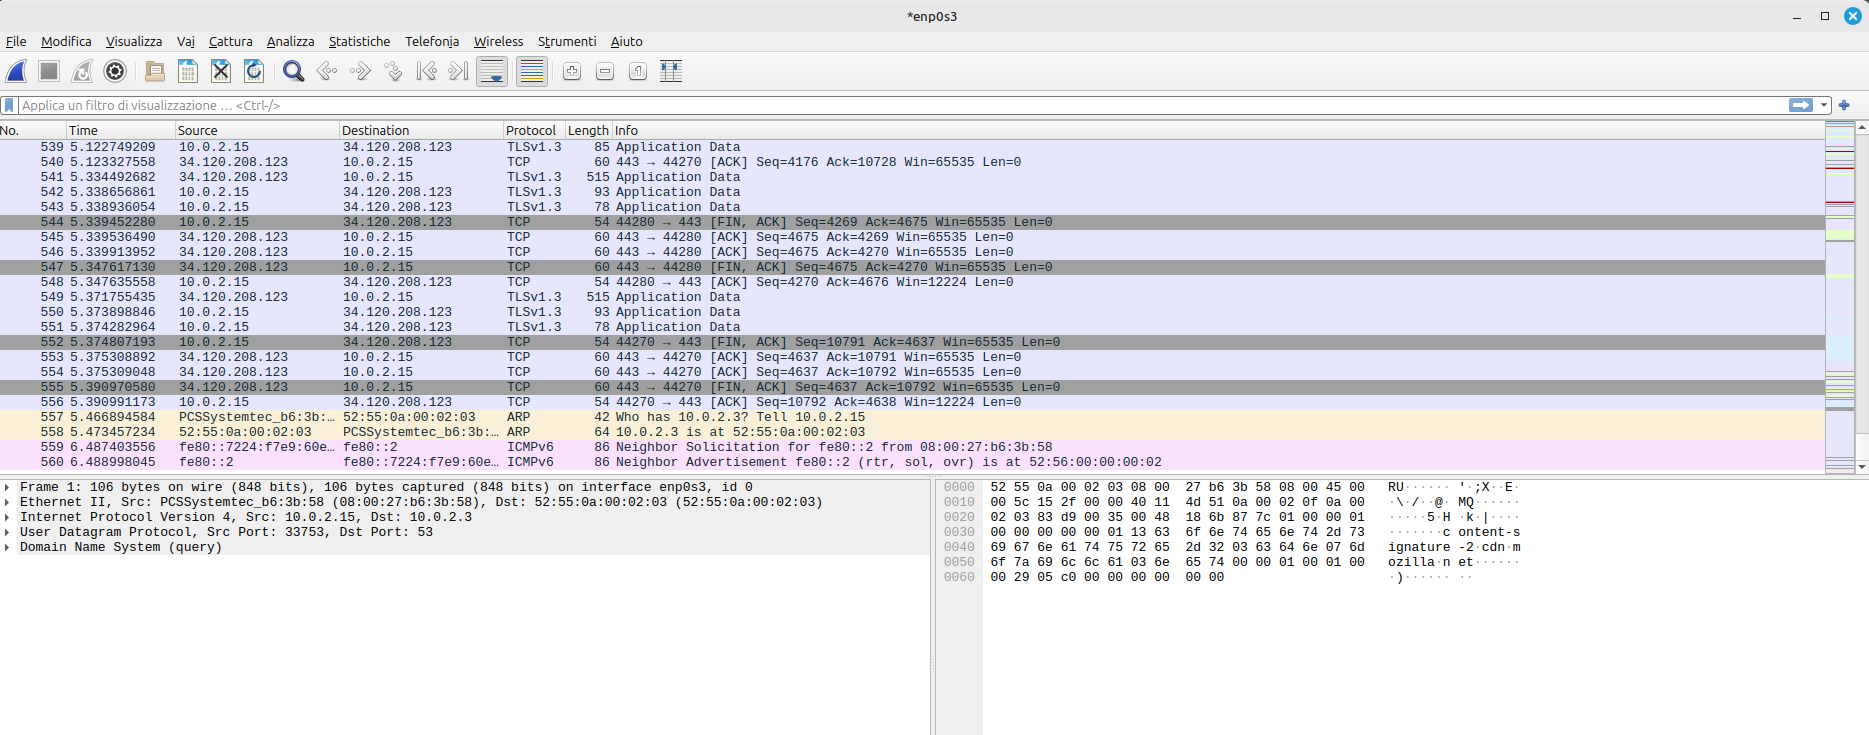 *enp0s3
File Modifica Visualizza Vai Cattura Analizza Statistiche Telefonia Wireless Strumenti Aiuto
Applica un filtro di visualizzazione ... <Ctrl-/>
No. Time Source Destination Protocol Length Info
539 5.122749209 10.0.2.15 34.120.208.123 TLSv1.3 85 Application Data
540 5.123327558 34.120.208.123 10.0.2.15 TCP 60 443 → 44270 [ACK] Seq=4176 Ack=10728 Win=65535 Len=0
541 5.334492682 34.120.208.123 10.0.2.15 TLSv1.3 515 Application Data
542 5.338656861 10.0.2.15 34.120.208.123 TLSv1.3 93 Application Data
543 5.338936054 10.0.2.15 34.120.208.123 TLSv1.3 78 Application Data
544 5.339452280 10.0.2.15 34.120.208.123 TCP 54 44280 → 443 [FIN, ACK] Seq=4269 Ack=4675 Win=65535 Len=0
545 5.339536490 34.120.208.123 10.0.2.15 TCP 60 443 → 44280 [ACK] Seq=4675 Ack=4269 Win=65535 Len=0
546 5.339913952 34.120.208.123 10.0.2.15 TCP 60 443 → 44280 [ACK] Seq=4675 Ack=4270 Win=65535 Len=0
547 5.347617130 34.120.208.123 10.0.2.15 TCP 60 443 → 44280 [FIN, ACK] Seq=4675 Ack=4270 Win=65535 Len=0
548 5.347635558 10.0.2.15 34.120.208.123 TCP 54 44280 → 443 [ACK] Seq=4270 Ack=4676 Win=12224 Len=0
549 5.371755435 34.120.208.123 10.0.2.15 TLSv1.3 515 Application Data
550 5.373898846 10.0.2.15 34.120.208.123 TLSv1.3 93 Application Data
551 5.374282964 10.0.2.15 34.120.208.123 TLSv1.3 78 Application Data
552 5.374807193 10.0.2.15 34.120.208.123 TCP 54 44270 → 443 [FIN, ACK] Seq=10791 Ack=4637 Win=65535 Len=0
553 5.375308892 34.120.208.123 10.0.2.15 TCP 60 443 → 44270 [ACK] Seq=4637 Ack=10791 Win=65535 Len=0
554 5.375309048 34.120.208.123 10.0.2.15 TCP 60 443 → 44270 [ACK] Seq=4637 Ack=10792 Win=65535 Len=0
555 5.390970580 34.120.208.123 10.0.2.15 TCP 60 443 → 44270 [FIN, ACK] Seq=4637 Ack=10792 Win=65535 Len=0
556 5.390991173 10.0.2.15 34.120.208.123 TCP 54 44270 → 443 [ACK] Seq=10792 Ack=4638 Win=12224 Len=0
557 5.466894584 PCSSystemtec_b6:3b:… 52:55:0a:00:02:03 ARP 42 Who has 10.0.2.3? Tell 10.0.2.15
558 5.473457234 52:55:0a:00:02:03 PCSSystemtec_b6:3b:… ARP 64 10.0.2.3 is at 52:55:0a:00:02:03
559 6.487403556 fe80::7224:f7e9:60e… fe80::2 ICMPv6 86 Neighbor Solicitation for fe80::2 from 08:00:27:b6:3b:58
560 6.488998045 fe80::2 fe80::7224:f7e9:60e… ICMPv6 86 Neighbor Advertisement fe80::2 (rtr, sol, ovr) is at 52:56:00:00:00:02
Frame 1: 106 bytes on wire (848 bits), 106 bytes captured (848 bits) on interface enp0s3, id 0
Ethernet II, Src: PCSSystemtec_b6:3b:58 (08:00:27:b6:3b:58), Dst: 52:55:0a:00:02:03 (52:55:0a:00:02:03)
Internet Protocol Version 4, Src: 10.0.2.15, Dst: 10.0.2.3
User Datagram Protocol, Src Port: 33753, Dst Port: 53
Domain Name System (query)
0000 52 55 0a 00 02 03 08 00 27 b6 3b 58 08 00 45 00 RU······ '·;X··E·
0010 00 5c 15 2f 00 00 40 11 4d 51 0a 00 02 0f 0a 00 ·\·/··@· MQ······
0020 02 03 83 d9 00 35 00 48 18 6b 87 7c 01 00 00 01 ·····5·H ·k·|····
0030 00 00 00 00 00 01 13 63 6f 6e 74 65 6e 74 2d 73 ·······c ontent-s
0040 69 67 6e 61 74 75 72 65 2d 32 03 63 64 6e 07 6d ignature -2·cdn·m
0050 6f 7a 69 6c 6c 61 03 6e 65 74 00 00 01 00 01 00 ozilla·n et······
0060 00 29 05 c0 00 00 00 00 00 00 ·)······ ··